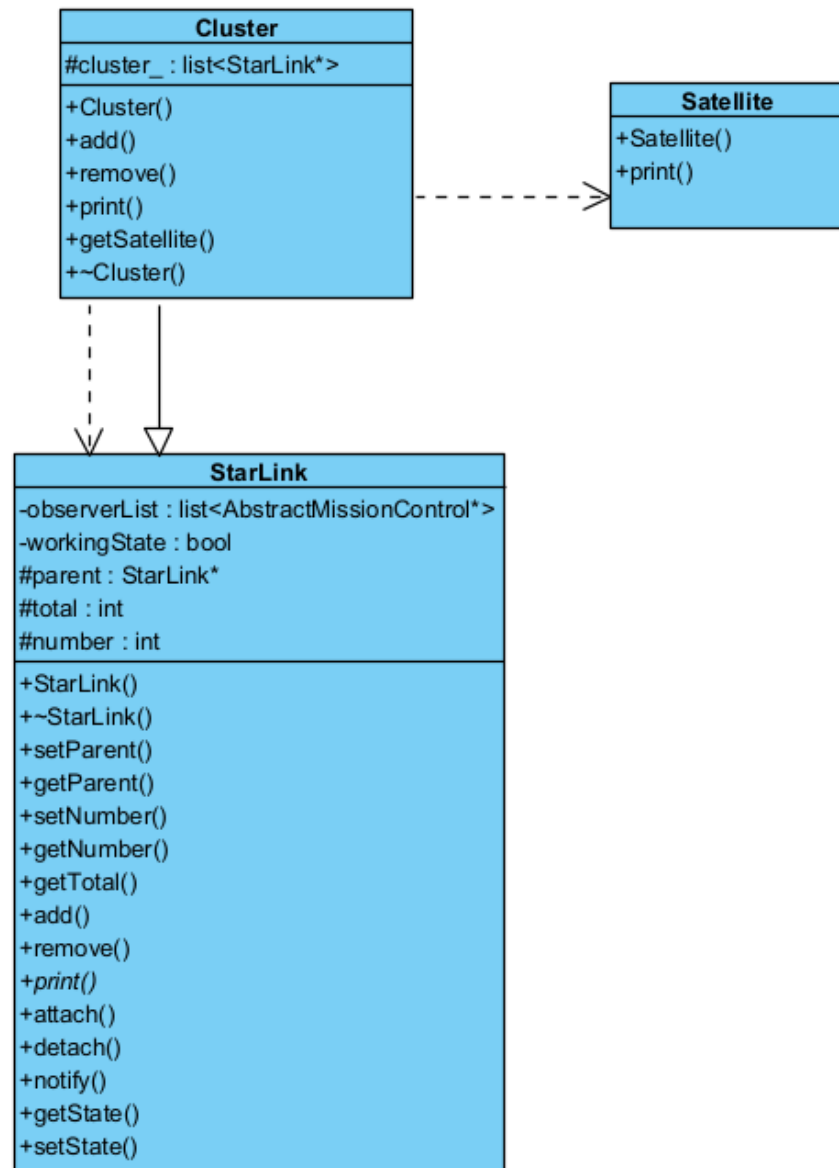 Cluster
#cluster_ : list<StarLink*>
+Cluster()
+add()
+remove()
+print()
+getSatellite()
+~Cluster()
Satellite
+Satellite()
+print()
StarLink
-observerList : list<AbstractMissionControl*>
-workingState : bool
#parent : StarLink*
#total : int
#number : int
+StarLink()
+~StarLink()
+setParent()
+getParent()
+setNumber()
+getNumber()
+getTotal()
+add()
+remove()
+print()
+attach()
+detach()
+notify()
+getState()
+setState()